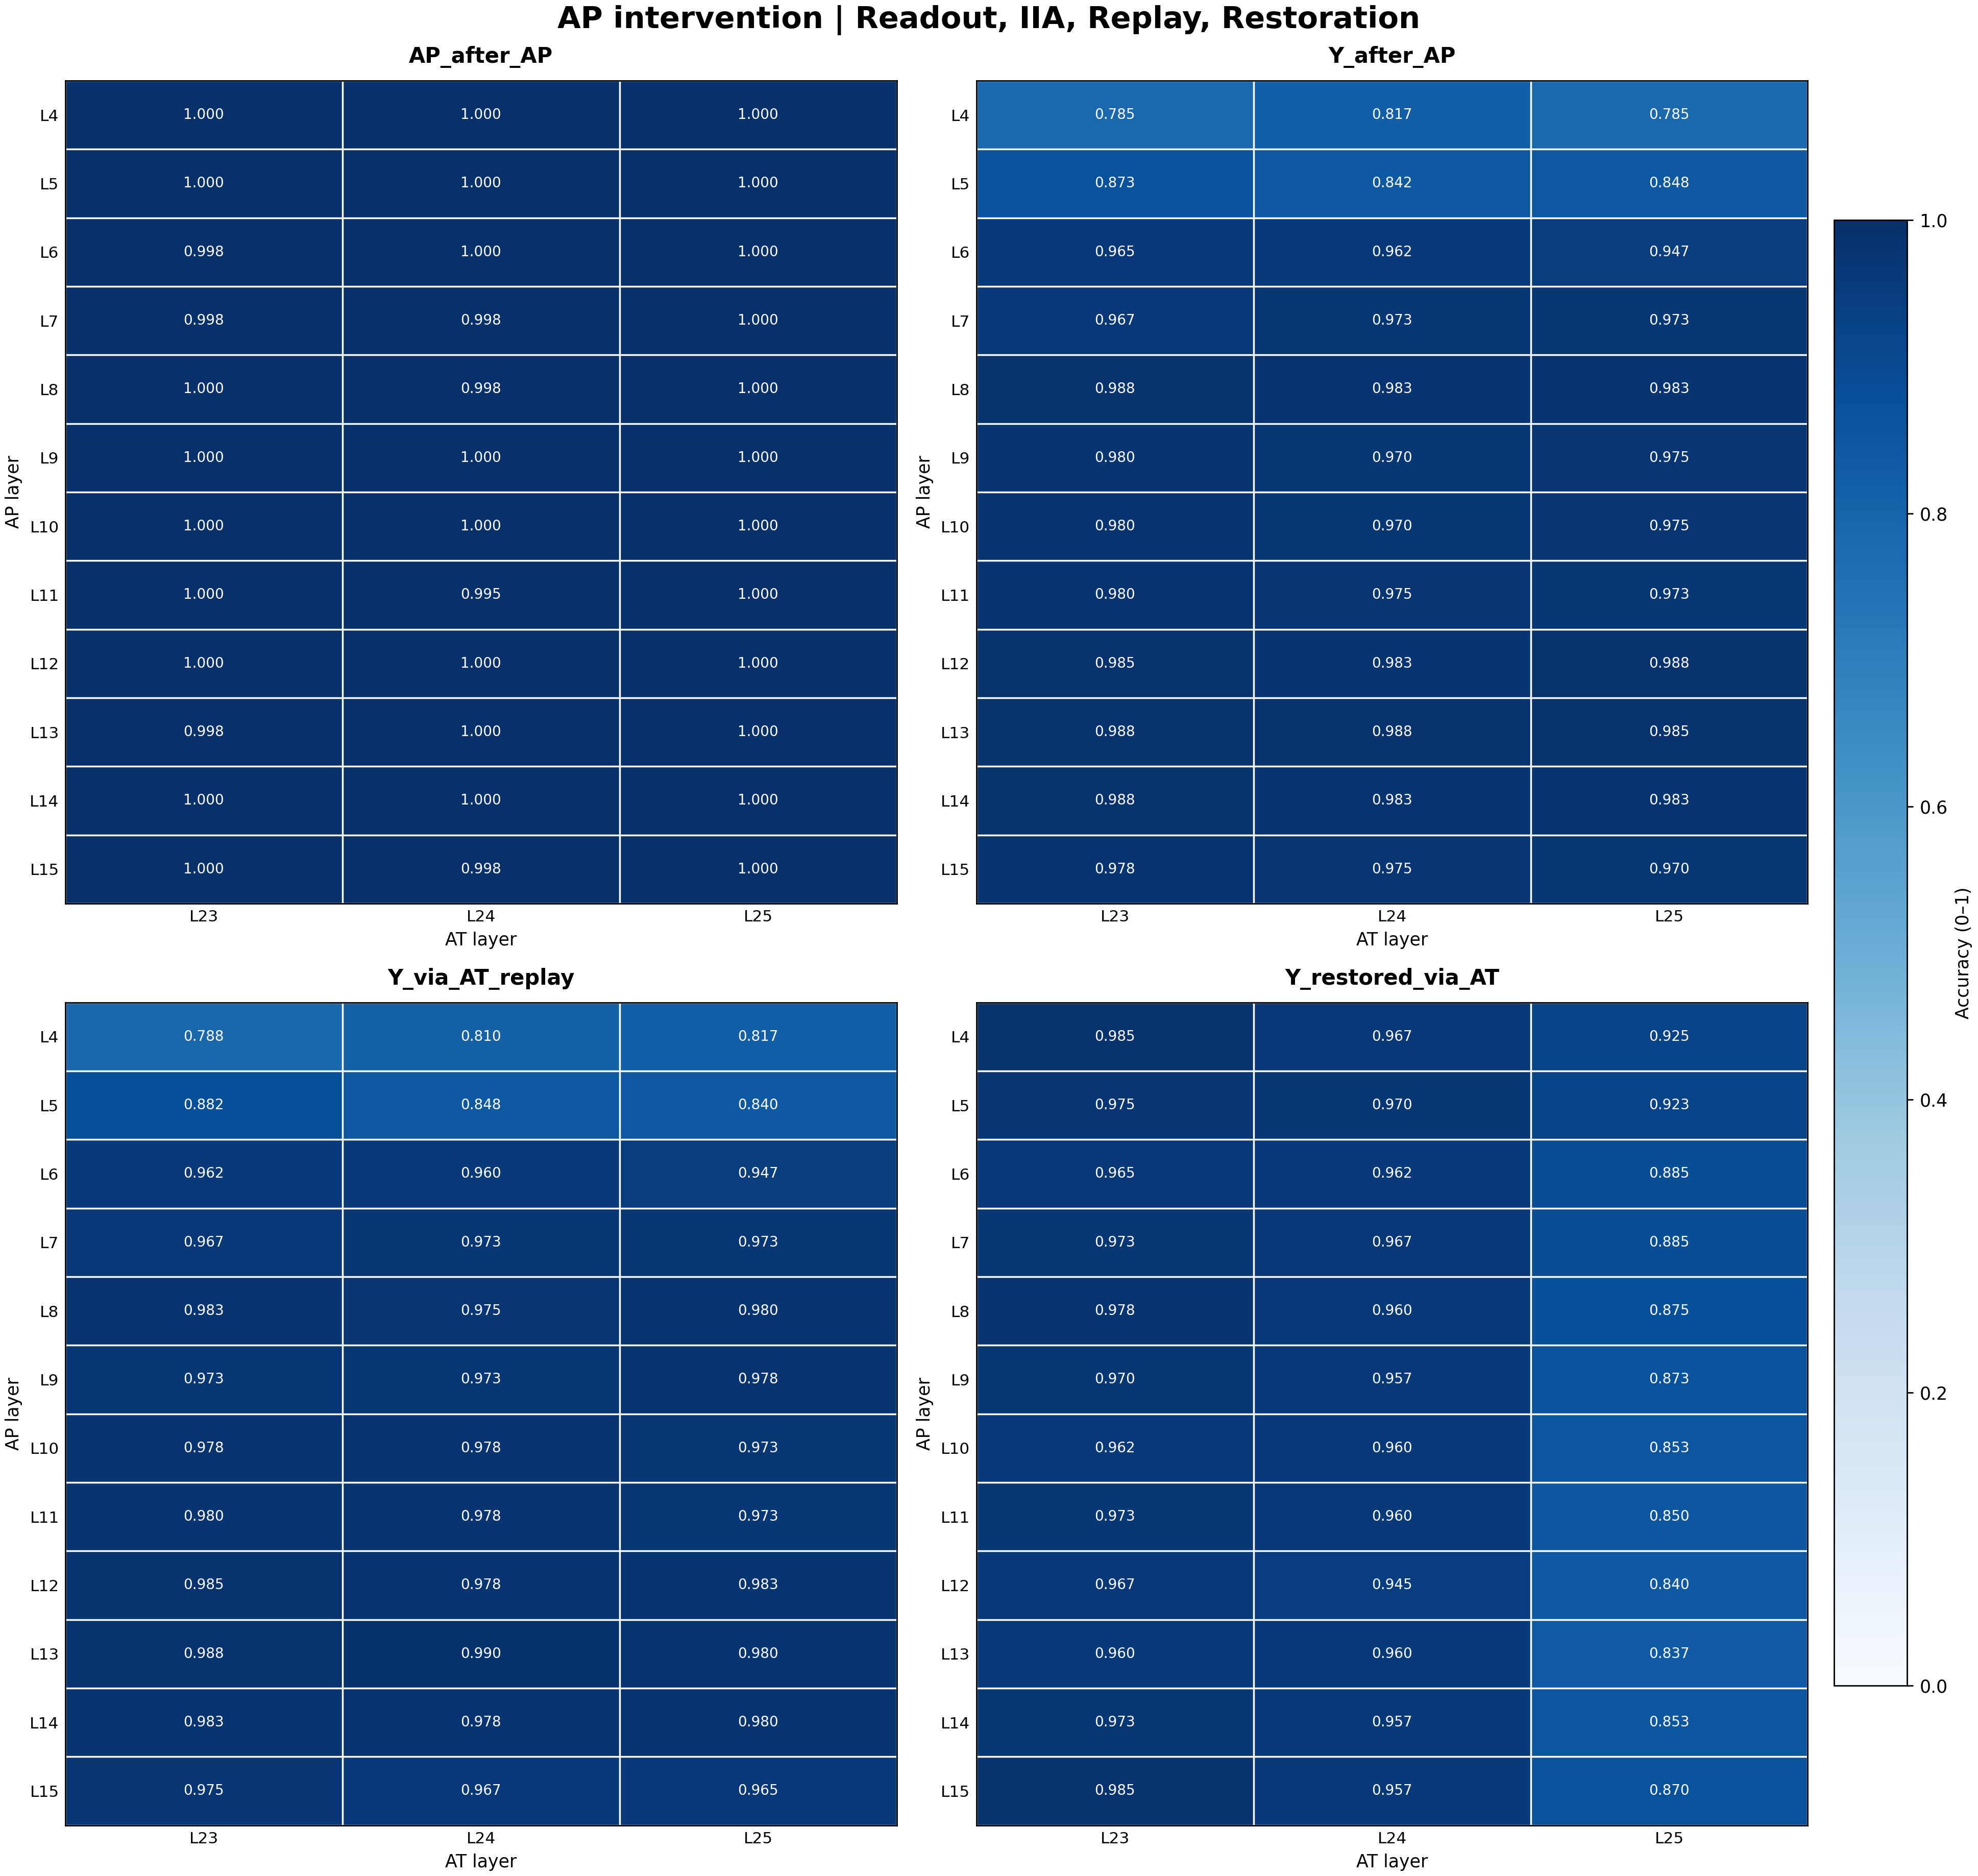 AP intervention | Readout, IIA, Replay, Restoration
AP_after_AP
AP layer
L4 1.000 1.000 1.000
L5 1.000 1.000 1.000
L6 0.998 1.000 1.000
L7 0.998 0.998 1.000
L8 1.000 0.998 1.000
L9 1.000 1.000 1.000
L10 1.000 1.000 1.000
L11 1.000 0.995 1.000
L12 1.000 1.000 1.000
L13 0.998 1.000 1.000
L14 1.000 1.000 1.000
L15 1.000 0.998 1.000
L23 L24 L25
AT layer
Y_after_AP
AP layer
L4 0.785 0.817 0.785
L5 0.873 0.842 0.848
L6 0.965 0.962 0.947
L7 0.967 0.973 0.973
L8 0.988 0.983 0.983
L9 0.980 0.970 0.975
L10 0.980 0.970 0.975
L11 0.980 0.975 0.973
L12 0.985 0.983 0.988
L13 0.988 0.988 0.985
L14 0.988 0.983 0.983
L15 0.978 0.975 0.970
L23 L24 L25
AT layer
Y_via_AT_replay
AP layer
L4 0.788 0.810 0.817
L5 0.882 0.848 0.840
L6 0.962 0.960 0.947
L7 0.967 0.973 0.973
L8 0.983 0.975 0.980
L9 0.973 0.973 0.978
L10 0.978 0.978 0.973
L11 0.980 0.978 0.973
L12 0.985 0.978 0.983
L13 0.988 0.990 0.980
L14 0.983 0.978 0.980
L15 0.975 0.967 0.965
L23 L24 L25
AT layer
Y_restored_via_AT
AP layer
L4 0.985 0.967 0.925
L5 0.975 0.970 0.923
L6 0.965 0.962 0.885
L7 0.973 0.967 0.885
L8 0.978 0.960 0.875
L9 0.970 0.957 0.873
L10 0.962 0.960 0.853
L11 0.973 0.960 0.850
L12 0.967 0.945 0.840
L13 0.960 0.960 0.837
L14 0.973 0.957 0.853
L15 0.985 0.957 0.870
L23 L24 L25
AT layer
1.0
0.8
0.6
0.4
0.2
0.0
Accuracy (0–1)